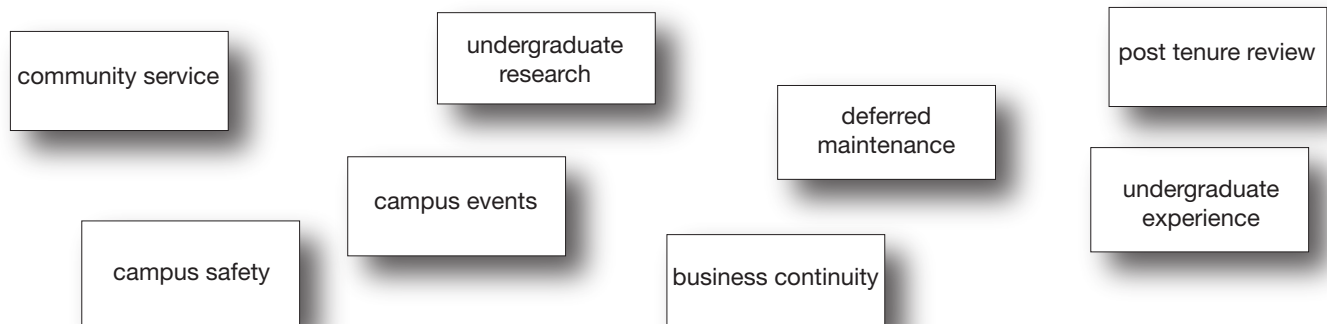 community service
undergraduate
research
post tenure review
deferred
maintenance
campus events
undergraduate
experience
campus safety
business continuity